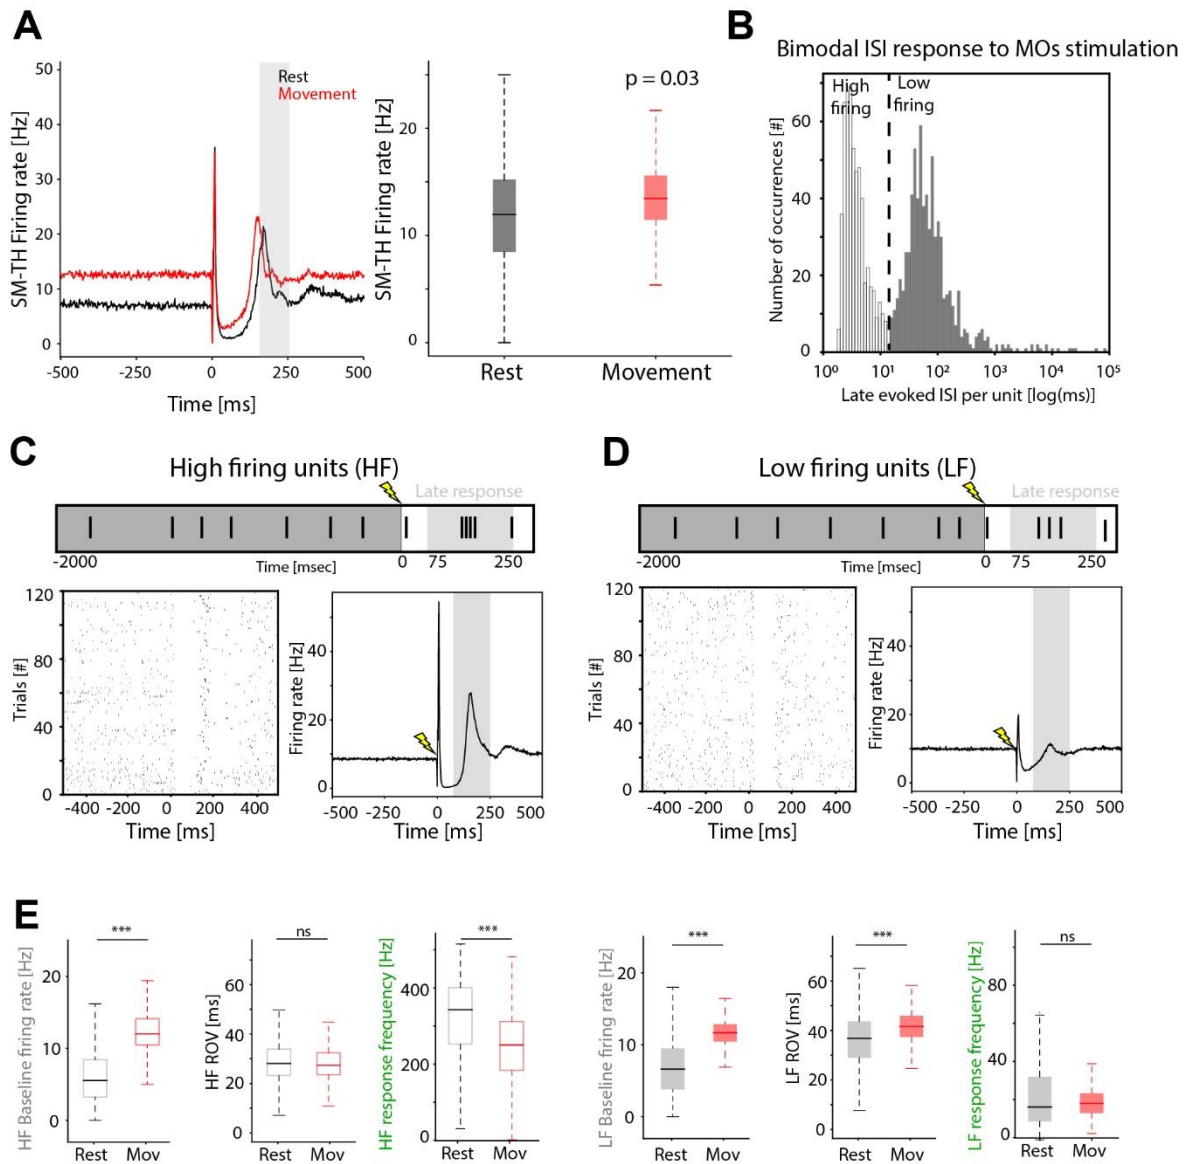 A
50
40
30
20
10
0
SM-TH Firing rate [Hz]
Rest
Movement
-500
-250
0
250
500
Time [ms]
SM-TH Firing rate [Hz]
20
10
0
p = 0.03
Rest
Movement
B
Bimodal ISI response to MOs stimulation
High firing
Low firing
Number of occurrences [#]
60
40
20
0
10⁰
10¹
10²
10³
10⁴
10⁵
Late evoked ISI per unit [log(ms)]
C
High firing units (HF)
Late response
-2000
Time [msec]
0
75
250
Trials [#]
120
80
40
0
-400
-200
0
200
400
Time [ms]
Firing rate [Hz]
40
20
0
-500
-250
0
250
500
Time [ms]
D
Low firing units (LF)
Late response
-2000
Time [msec]
0
75
250
Trials [#]
120
80
40
0
-400
-200
0
200
400
Time [ms]
Firing rate [Hz]
40
20
0
-500
-250
0
250
500
Time [ms]
E
HF Baseline firing rate [Hz]
20
10
0
***
Rest
Mov
HF ROV [ms]
60
40
20
0
ns
Rest
Mov
HF response frequency [Hz]
400
200
0
***
Rest
Mov
LF Baseline firing rate [Hz]
20
10
0
***
Rest
Mov
LF ROV [ms]
60
40
20
0
***
Rest
Mov
LF response frequency [Hz]
80
40
0
ns
Rest
Mov